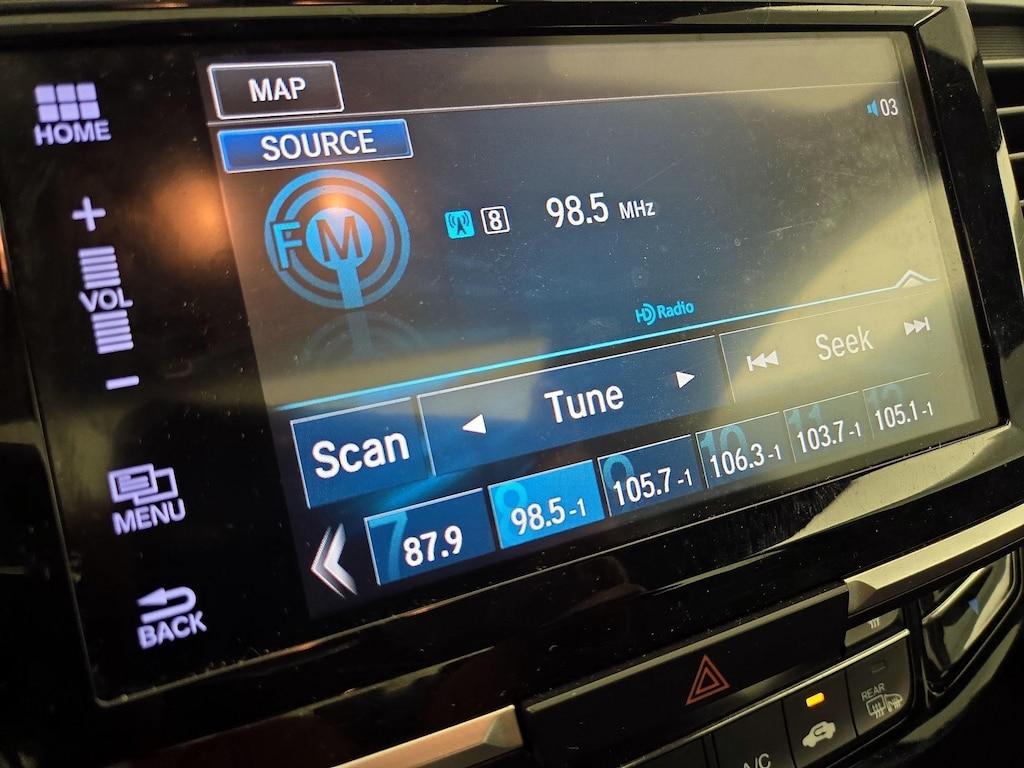 MAP
HOME
03
SOURCE
FM
8
98.5 MHz
+
VOL
-
HD Radio
Seek
Tune
Scan
7
87.9
8
98.5-1
9
105.7-1
10
106.3-1
11
103.7-1
12
105.1-1
MENU
BACK
REAR
A/C